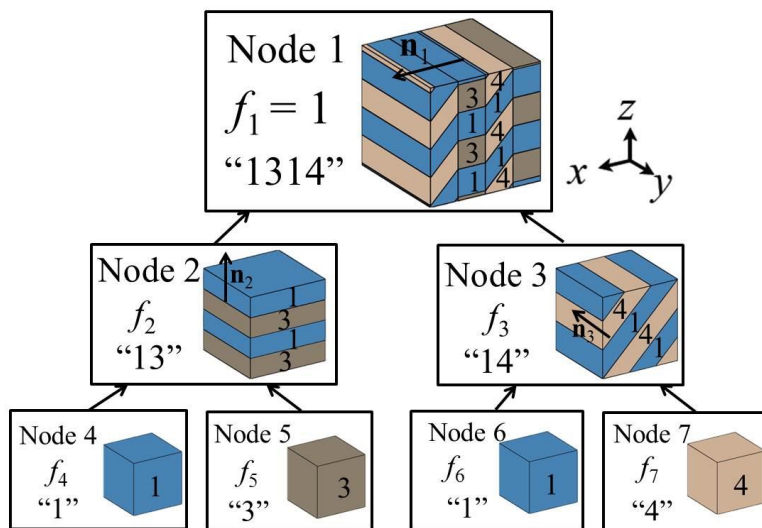 Node 1
f₁ = 1
“1314”
n₁
3
4
1
1
3
4
1
1
4
z
x
y
Node 2
f₂
“13”
n₂
1
3
1
3
Node 3
f₃
“14”
n₃
4
1
4
1
Node 4
f₄
“1”
1
Node 5
f₅
“3”
3
Node 6
f₆
“1”
1
Node 7
f₇
“4”
4